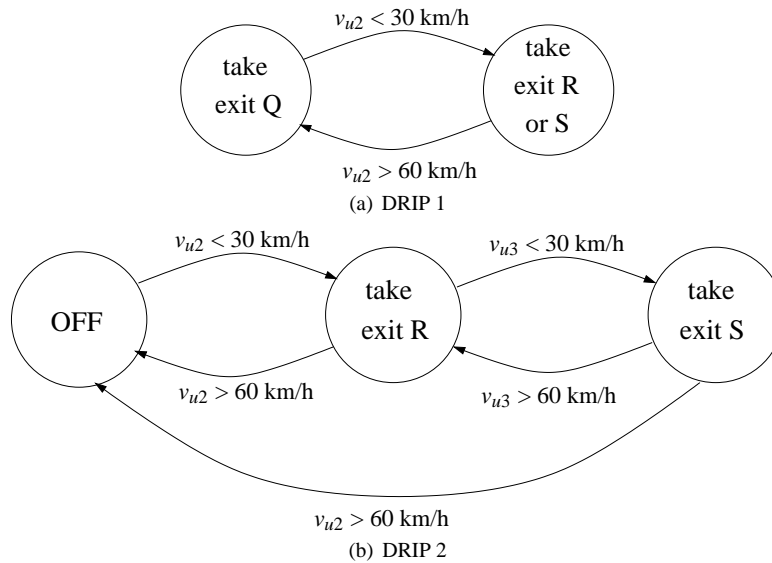 v_u2 < 30 km/h
take
exit Q
take
exit R
or S
v_u2 > 60 km/h
(a) DRIP 1
v_u2 < 30 km/h
v_u3 < 30 km/h
OFF
take
exit R
take
exit S
v_u2 > 60 km/h
v_u3 > 60 km/h
v_u2 > 60 km/h
(b) DRIP 2